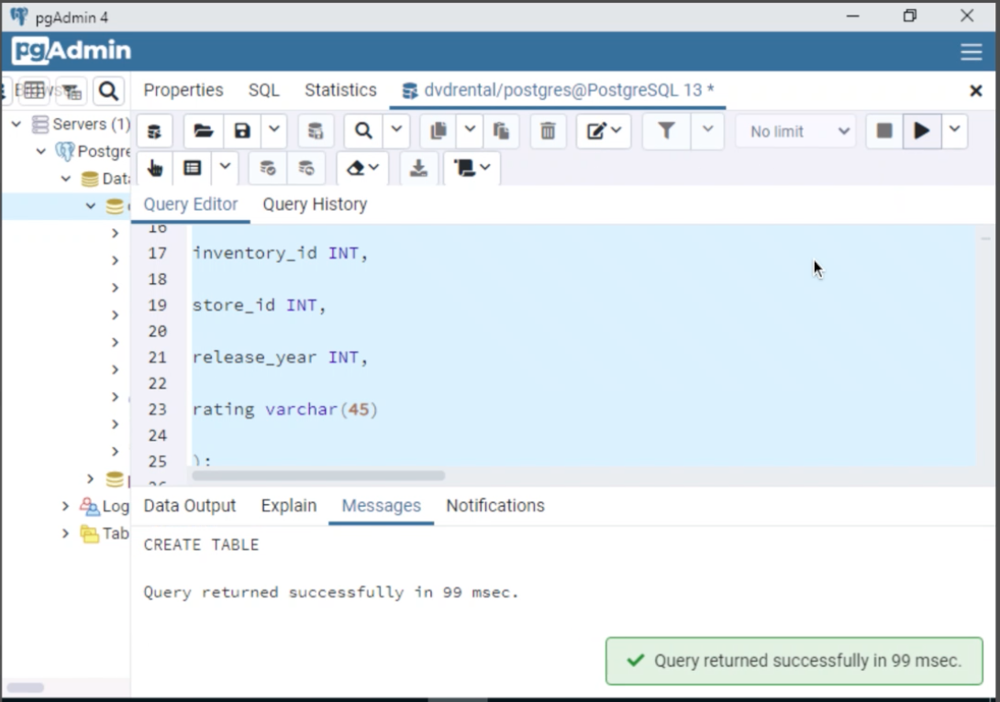 pgAdmin 4
pgAdmin
Properties SQL Statistics dvdrental/postgres@PostgreSQL 13 *
No limit
Servers (1)
Postgre
Data
Log
Tab
Query Editor Query History
16
17 inventory_id INT,
18
19 store_id INT,
20
21 release_year INT,
22
23 rating varchar(45)
24
25 );
26
Data Output Explain Messages Notifications
CREATE TABLE
Query returned successfully in 99 msec.
Query returned successfully in 99 msec.